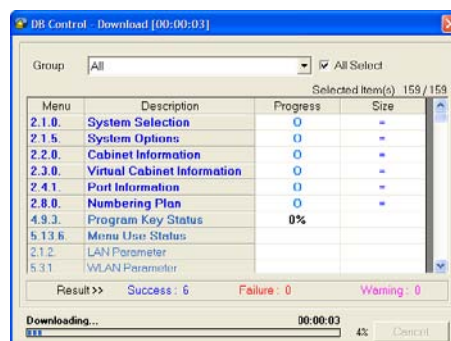 DB Control - Download [00:00:03]
Group All All Select
Selected Item(s) 159/159
Menu Description Progress Size
2.1.0. System Selection O =
2.1.5. System Options O =
2.2.0. Cabinet Information O =
2.3.0. Virtual Cabinet Information O =
2.4.1. Port Information O =
2.8.0. Numbering Plan O =
4.9.3. Program Key Status 0%
5.13.6. Menu Use Status
2.1.2. LAN Parameter
5.3.1 WLAN Parameter
Result>> Success : 6 Failure : 0 Warning : 0
Downloading... 00:00:03
4% Cancel